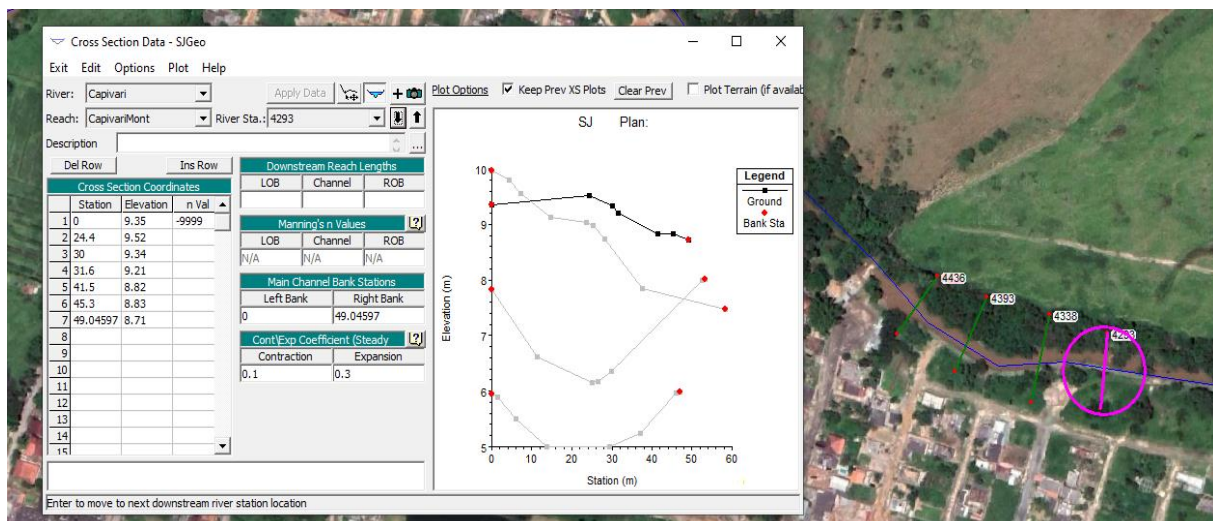 Cross Section Data - SJGeo
Exit Edit Options Plot Help
River: Capivari Apply Data
Reach: CapivariMont River Sta.: 4293
Description ...
Del Row Ins Row
Cross Section Coordinates
Station Elevation n Val
1 0 9.35 -9999
2 24.4 9.52
3 30 9.34
4 31.6 9.21
5 41.5 8.82
6 45.3 8.83
7 49.04597 8.71
8
9
10
11
12
13
14
15
Downstream Reach Lengths
LOB Channel ROB
Manning's n Values
LOB Channel ROB
N/A N/A N/A
Main Channel Bank Stations
Left Bank Right Bank
0 49.04597
Cont\Exp Coefficient (Steady
Contraction Expansion
0.1 0.3
Enter to move to next downstream river station location
Plot Options Keep Prev XS Plots Clear Prev Plot Terrain (if availab
SJ Plan:
Legend
Ground
Bank Sta
Elevation (m)
10
9
8
7
6
5
0 10 20 30 40 50 60
Station (m)
4436
4393
4338